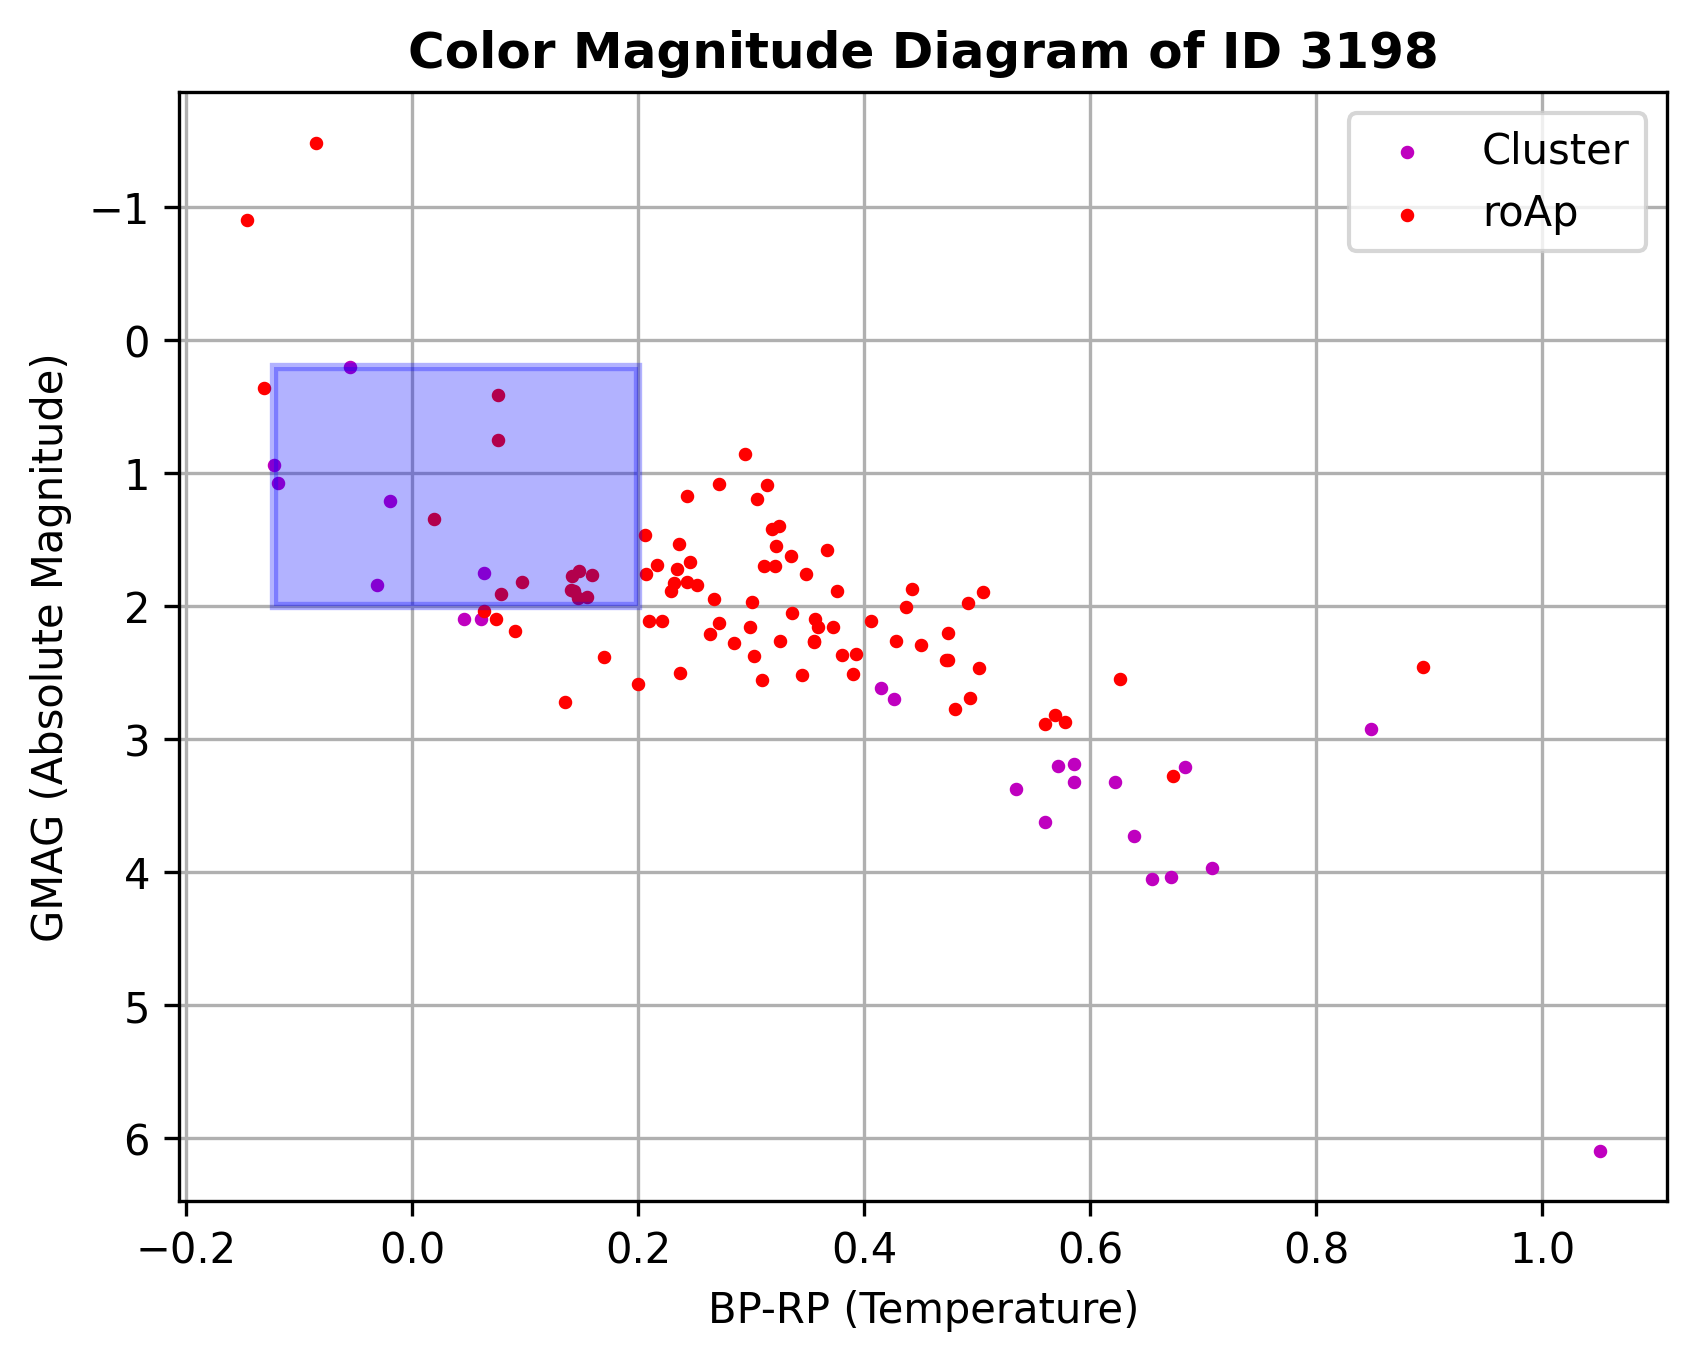 Color Magnitude Diagram of ID 3198
Cluster
roAp
GMAG (Absolute Magnitude)
−1
0
1
2
3
4
5
6
−0.2 0.0 0.2 0.4 0.6 0.8 1.0
BP-RP (Temperature)